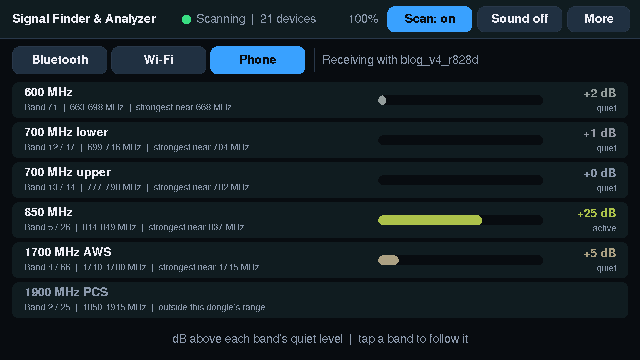 Signal Finder & Analyzer
Scanning | 21 devices
100%
Scan: on
Sound off
More
Bluetooth
Wi-Fi
Phone
Receiving with blog_v4_r828d
600 MHz
Band 71 | 663-698 MHz | strongest near 668 MHz
+2 dB
quiet
700 MHz lower
Band 12 / 17 | 699-716 MHz | strongest near 704 MHz
+1 dB
quiet
700 MHz upper
Band 13 / 14 | 777-798 MHz | strongest near 782 MHz
+0 dB
quiet
850 MHz
Band 5 / 26 | 814-849 MHz | strongest near 837 MHz
+25 dB
active
1700 MHz AWS
Band 4 / 66 | 1710-1780 MHz | strongest near 1715 MHz
+5 dB
quiet
1900 MHz PCS
Band 2 / 25 | 1850-1915 MHz | outside this dongle's range
dB above each band's quiet level | tap a band to follow it